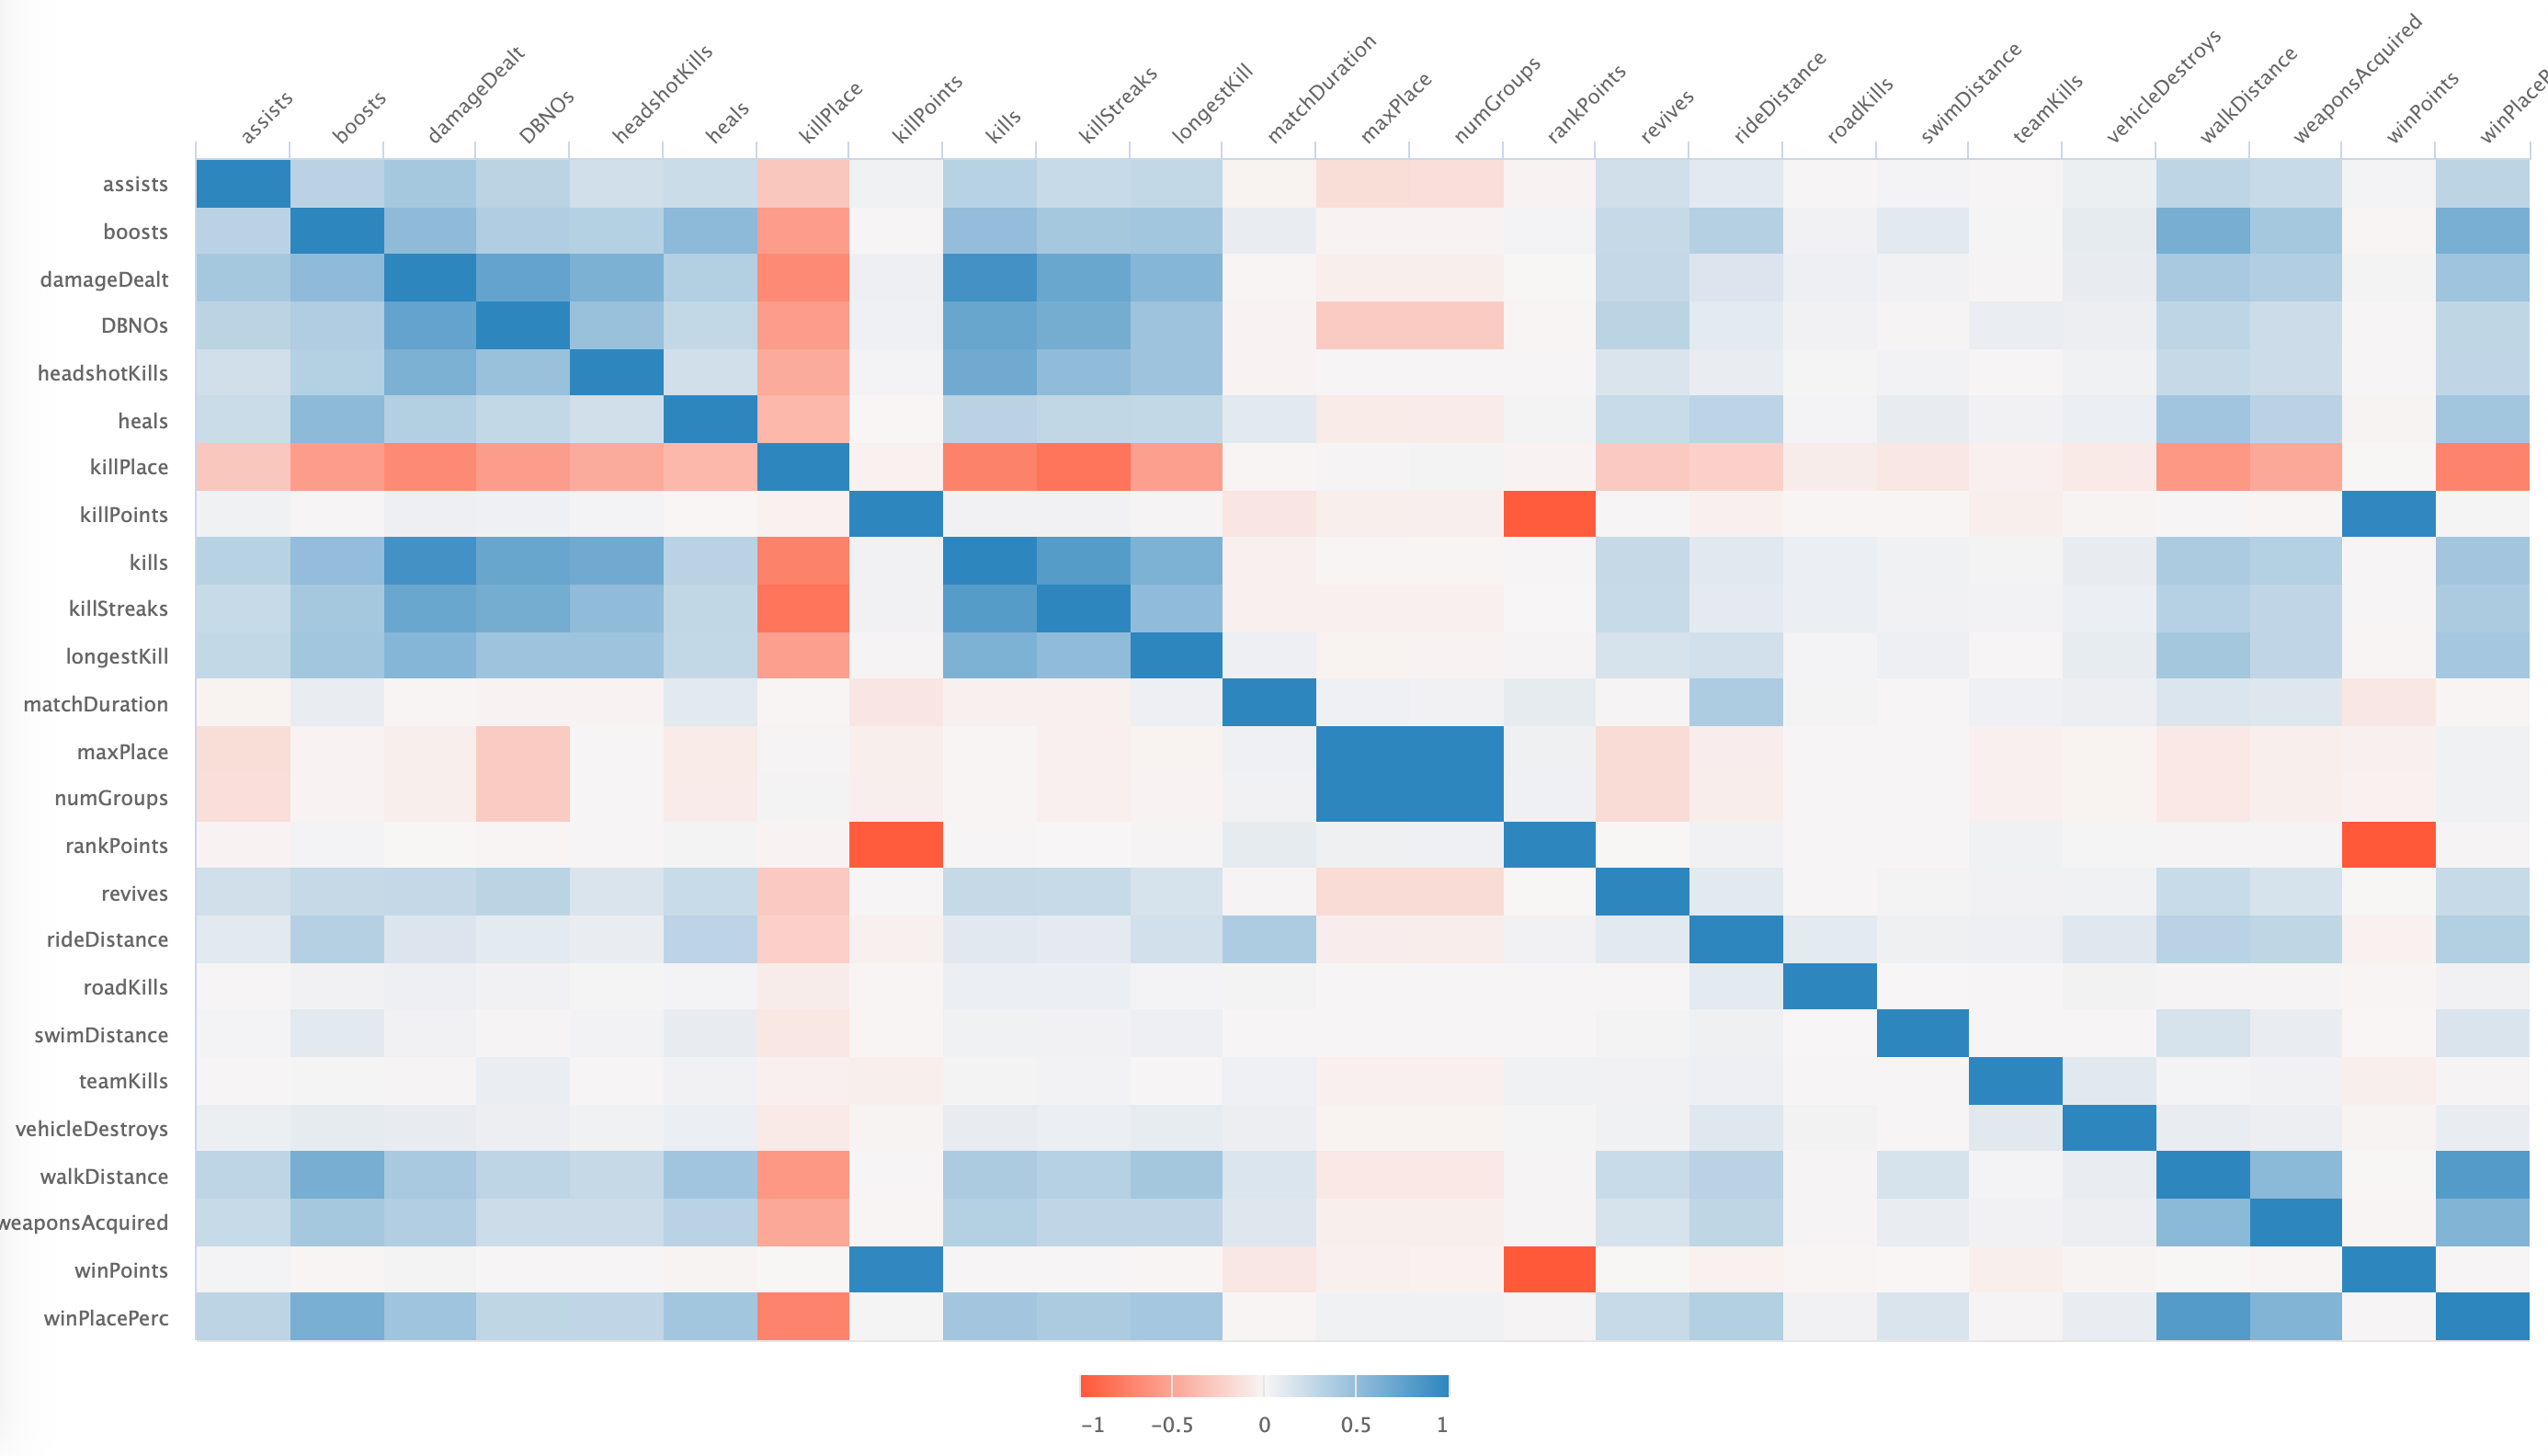 assists
boosts
damageDealt
DBNOs
headshotKills
heals
killPlace
killPoints
kills
killStreaks
longestKill
matchDuration
maxPlace
numGroups
rankPoints
revives
rideDistance
roadKills
swimDistance
teamKills
vehicleDestroys
walkDistance
weaponsAcquired
winPoints
winPlaceP
assists
boosts
damageDealt
DBNOs
headshotKills
heals
killPlace
killPoints
kills
killStreaks
longestKill
matchDuration
maxPlace
numGroups
rankPoints
revives
rideDistance
roadKills
swimDistance
teamKills
vehicleDestroys
walkDistance
weaponsAcquired
winPoints
winPlacePerc
-1 -0.5 0 0.5 1